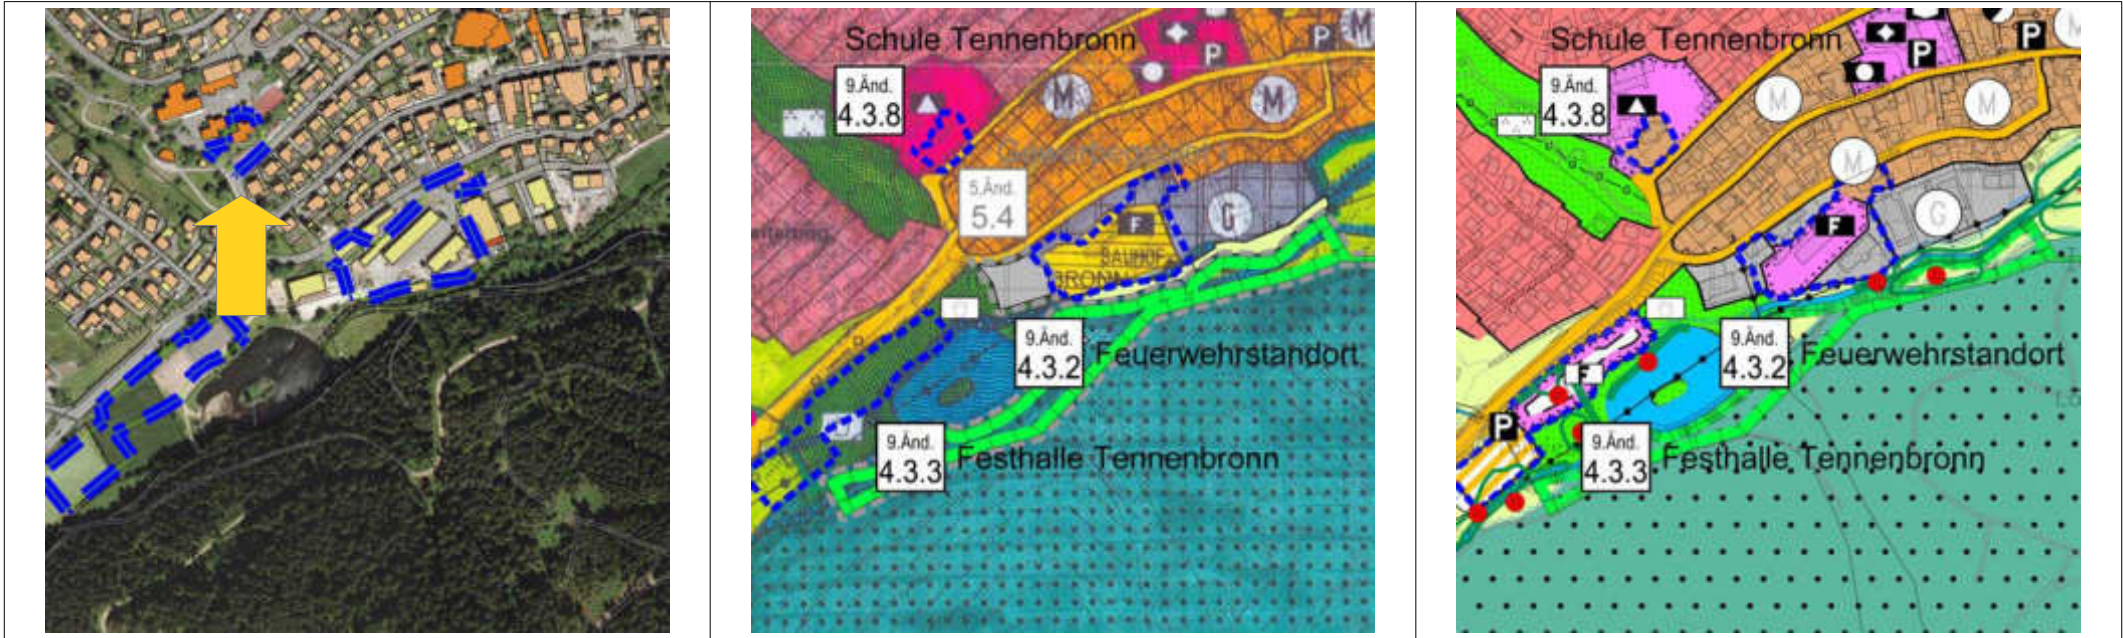 Schule Tennenbronn
P
P
M
9.Änd.
4.3.8
M
M
5.Änd.
5.4
F
G
BAUHOF
BRONN
9.Änd.
4.3.2
Feuerwehrstandort
9.Änd.
4.3.3
Festhalle Tennenbronn
Schule Tennenbronn
P
P
M
9.Änd.
4.3.8
M
M
M
F
G
9.Änd.
4.3.2
Feuerwehrstandort
F
P
9.Änd.
4.3.3
Festhalle Tennenbronn